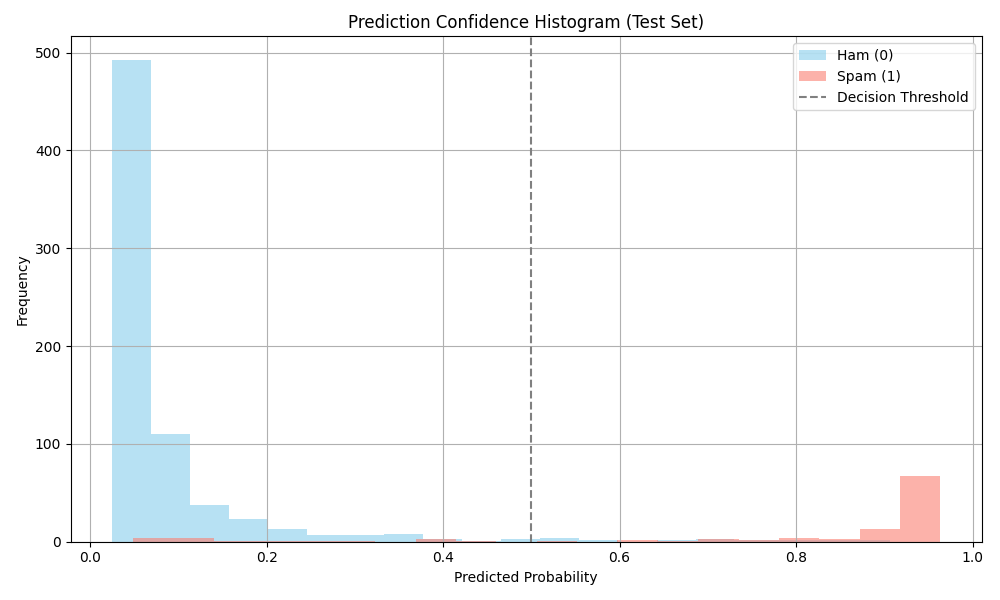 Prediction Confidence Histogram (Test Set)
Ham (0)
Spam (1)
Decision Threshold
500
400
300
200
100
0
Frequency
0.0 0.2 0.4 0.6 0.8 1.0
Predicted Probability